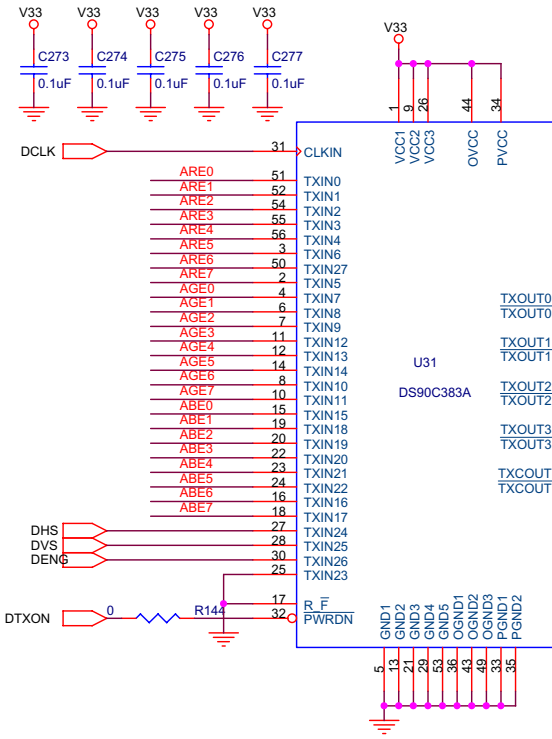 V33 V33 V33 V33 V33
C273 C274 C275 C276 C277
0.1uF 0.1uF 0.1uF 0.1uF 0.1uF
V33
1 9 26 44 34
VCC1 VCC2 VCC3 OVCC PVCC
DCLK 31 CLKIN
ARE0 51 TXIN0
ARE1 52 TXIN1
ARE2 54 TXIN2
ARE3 55 TXIN3
ARE4 56 TXIN4
ARE5 3 TXIN6
ARE6 50 TXIN27
ARE7 2 TXIN5
AGE0 4 TXIN7
AGE1 6 TXIN8
AGE2 7 TXIN9
AGE3 11 TXIN12
AGE4 12 TXIN13
AGE5 14 TXIN14
AGE6 8 TXIN10
AGE7 10 TXIN11
ABE0 15 TXIN15
ABE1 19 TXIN18
ABE2 20 TXIN19
ABE3 22 TXIN20
ABE4 23 TXIN21
ABE5 24 TXIN22
ABE6 16 TXIN16
ABE7 18 TXIN17
DHS 27 TXIN24
DVS 28 TXIN25
DENG 30 TXIN26
25 TXIN23
17 R_F
DTXON 0 R144 32 PWRDN
U31
DS90C383A
TXOUT0
TXOUT0
TXOUT1
TXOUT1
TXOUT2
TXOUT2
TXOUT3
TXOUT3
TXCOUT
TXCOUT
GND1 GND2 GND3 GND4 GND5 OGND1 OGND2 OGND3 PGND1 PGND2
5 13 21 29 53 36 43 49 33 35